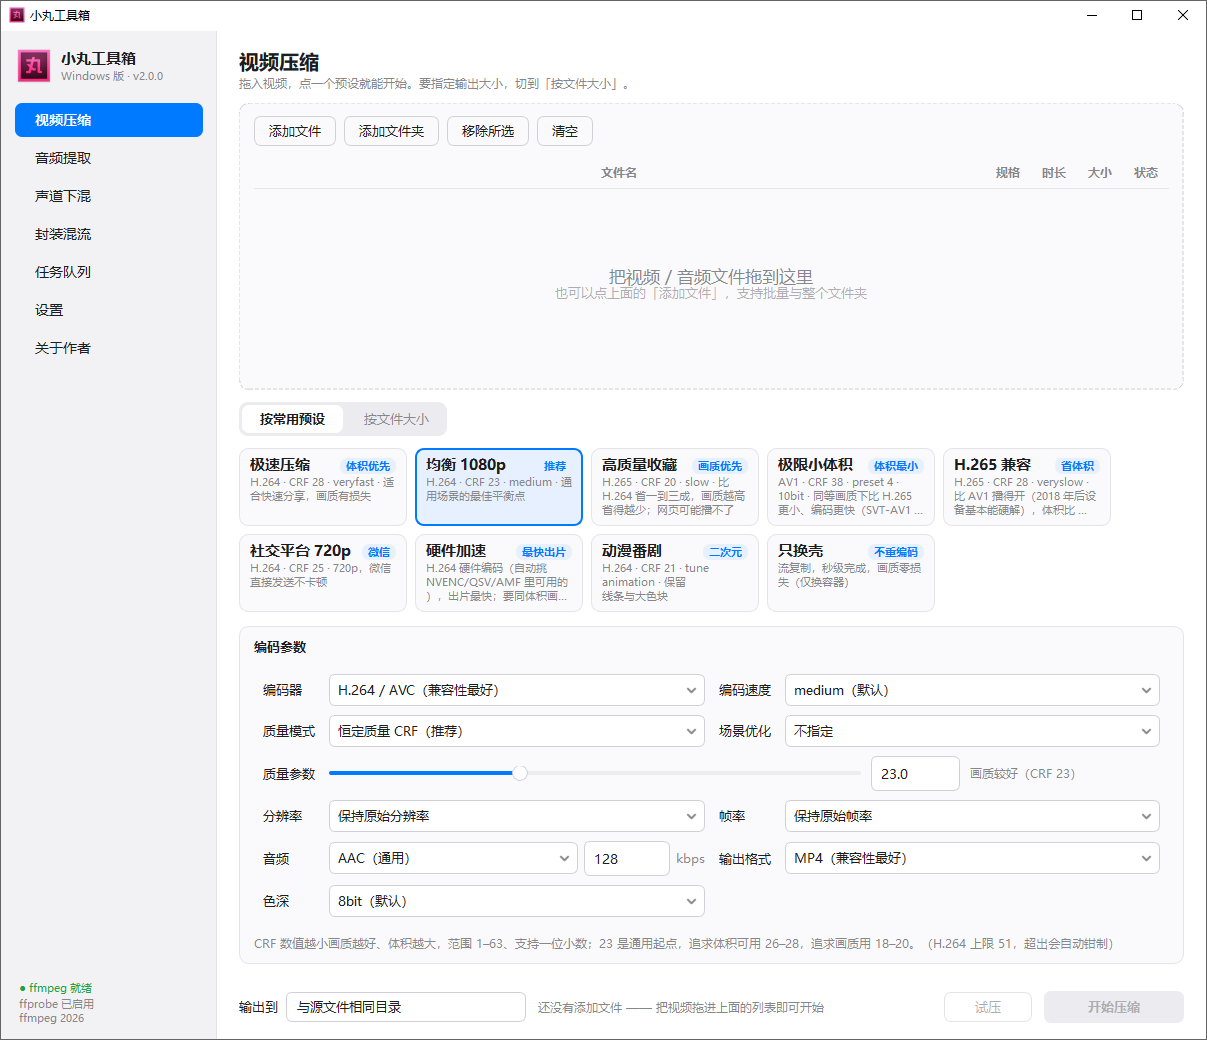 小丸工具箱
小丸工具箱
Windows 版 · v2.0.0
视频压缩
音频提取
声道下混
封装混流
任务队列
设置
关于作者
● ffmpeg 就绪
ffprobe 已启用
ffmpeg 2026
视频压缩
拖入视频，点一个预设就能开始。要指定输出大小，切到「按文件大小」。
添加文件 添加文件夹 移除所选 清空
文件名 规格 时长 大小 状态
把视频 / 音频文件拖到这里
也可以点上面的「添加文件」，支持批量与整个文件夹
按常用预设 按文件大小
极速压缩 体积优先
H.264 · CRF 28 · veryfast · 适
合快速分享，画质有损失
均衡 1080p 推荐
H.264 · CRF 23 · medium · 通
用场景的最佳平衡点
高质量收藏 画质优先
H.265 · CRF 20 · slow · 比
H.264 省一到三成，画质越高
省得越少；网页可能播不了
极限小体积 体积最小
AV1 · CRF 38 · preset 4 ·
10bit · 同等画质下比 H.265
更小、编码更快（SVT-AV1 ...
H.265 兼容 省体积
H.265 · CRF 28 · veryslow ·
比 AV1 播得开（2018 年后设
备基本能硬解），体积比 ...
社交平台 720p 微信
H.264 · CRF 25 · 720p，微信
直接发送不卡顿
硬件加速 最快出片
H.264 硬件编码（自动挑
NVENC/QSV/AMF 里可用的
），出片最快；要同体积画...
动漫番剧 二次元
H.264 · CRF 21 · tune
animation · 保留
线条与大色块
只换壳 不重编码
流复制，秒级完成，画质零损
失（仅换容器）
编码参数
编码器 H.264 / AVC（兼容性最好） 编码速度 medium（默认）
质量模式 恒定质量 CRF（推荐） 场景优化 不指定
质量参数 23.0 画质较好（CRF 23）
分辨率 保持原始分辨率 帧率 保持原始帧率
音频 AAC（通用） 128 kbps 输出格式 MP4（兼容性最好）
色深 8bit（默认）
CRF 数值越小画质越好、体积越大，范围 1–63、支持一位小数；23 是通用起点，追求体积可用 26–28，追求画质用 18–20。（H.264 上限 51，超出会自动钳制）
输出到 与源文件相同目录 还没有添加文件 —— 把视频拖进上面的列表即可开始 试压 开始压缩